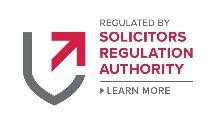 REGULATED BY
SOLICITORS
REGULATION
AUTHORITY
LEARN MORE